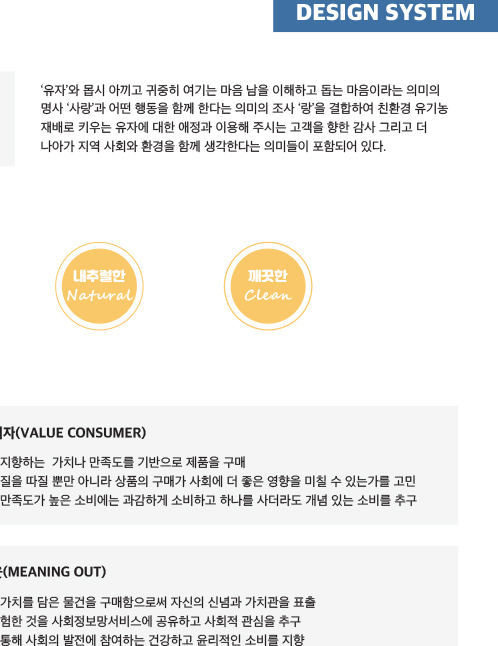 DESIGN SYSTEM
‘유자’와 몹시 아끼고 귀중히 여기는 마음 남을 이해하고 돕는 마음이라는 의미의
명사 ‘사랑’과 어떤 행동을 함께 한다는 의미의 조사 ‘랑’을 결합하여 친환경 유기농
재배로 키우는 유자에 대한 애정과 이용해 주시는 고객을 향한 감사 그리고 더
나아가 지역 사회와 환경을 함께 생각한다는 의미들이 포함되어 있다.
내추럴한
Natural
깨끗한
Clean
자(VALUE CONSUMER)
지향하는 가치나 만족도를 기반으로 제품을 구매
질을 따질 뿐만 아니라 상품의 구매가 사회에 더 좋은 영향을 미칠 수 있는가를 고민
만족도가 높은 소비에는 과감하게 소비하고 하나를 사더라도 개념 있는 소비를 추구
(MEANING OUT)
가치를 담은 물건을 구매함으로써 자신의 신념과 가치관을 표출
험한 것을 사회정보망서비스에 공유하고 사회적 관심을 추구
통해 사회의 발전에 참여하는 건강하고 윤리적인 소비를 지향